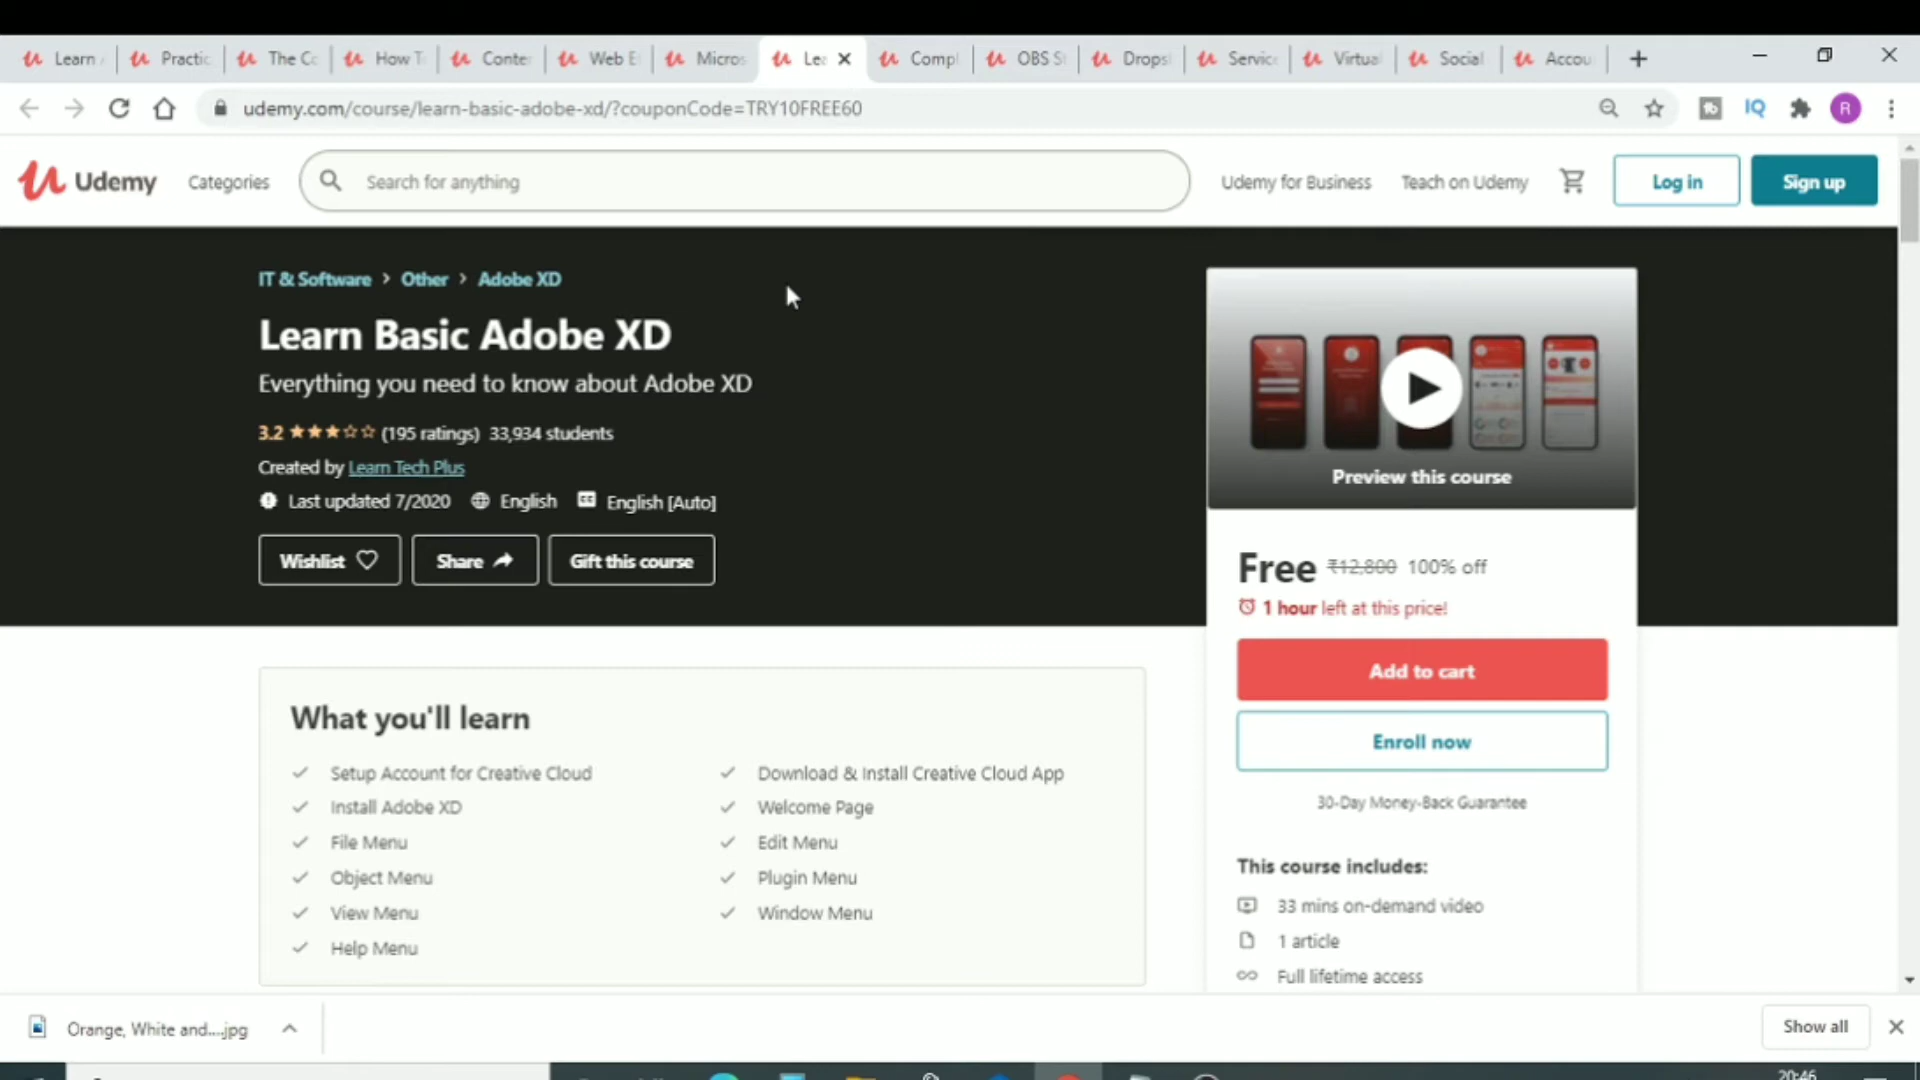 Learn
Practic
The Co
How T
Conte
Web E
Micros
Lea
Compl
OBS St
Drops
Service
Virtual
Social
Accou
udemy.com/course/learn-basic-adobe-xd/?couponCode=TRY10FREE60
IQ
R
Udemy
Categories
Search for anything
Udemy for Business
Teach on Udemy
Log in
Sign up
IT & Software > Other > Adobe XD
Learn Basic Adobe XD
Everything you need to know about Adobe XD
3.2 (195 ratings) 33,934 students
Created by Learn Tech Plus
Last updated 7/2020 English English [Auto]
Wishlist
Share
Gift this course
Preview this course
Free ₹12,800 100% off
1 hour left at this price!
Add to cart
Enroll now
30-Day Money-Back Guarantee
This course includes:
33 mins on-demand video
1 article
Full lifetime access
What you'll learn
Setup Account for Creative Cloud
Download & Install Creative Cloud App
Install Adobe XD
Welcome Page
File Menu
Edit Menu
Object Menu
Plugin Menu
View Menu
Window Menu
Help Menu
Orange, White and....jpg
Show all
20:46